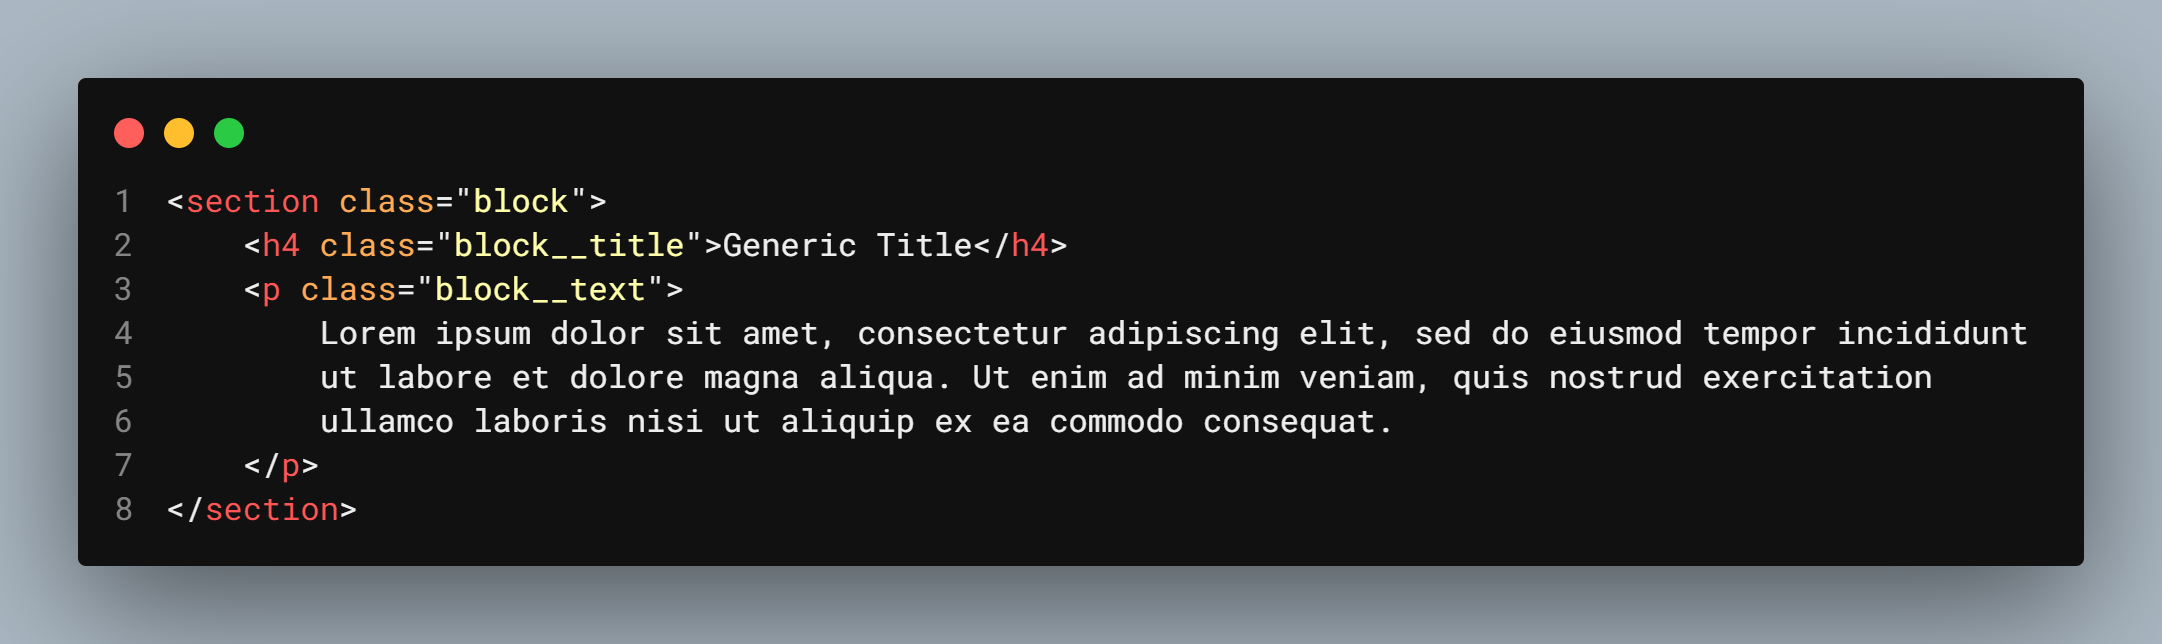 1 <section class="block">
2     <h4 class="block__title">Generic Title</h4>
3     <p class="block__text">
4         Lorem ipsum dolor sit amet, consectetur adipiscing elit, sed do eiusmod tempor incididunt
5         ut labore et dolore magna aliqua. Ut enim ad minim veniam, quis nostrud exercitation
6         ullamco laboris nisi ut aliquip ex ea commodo consequat.
7     </p>
8 </section>